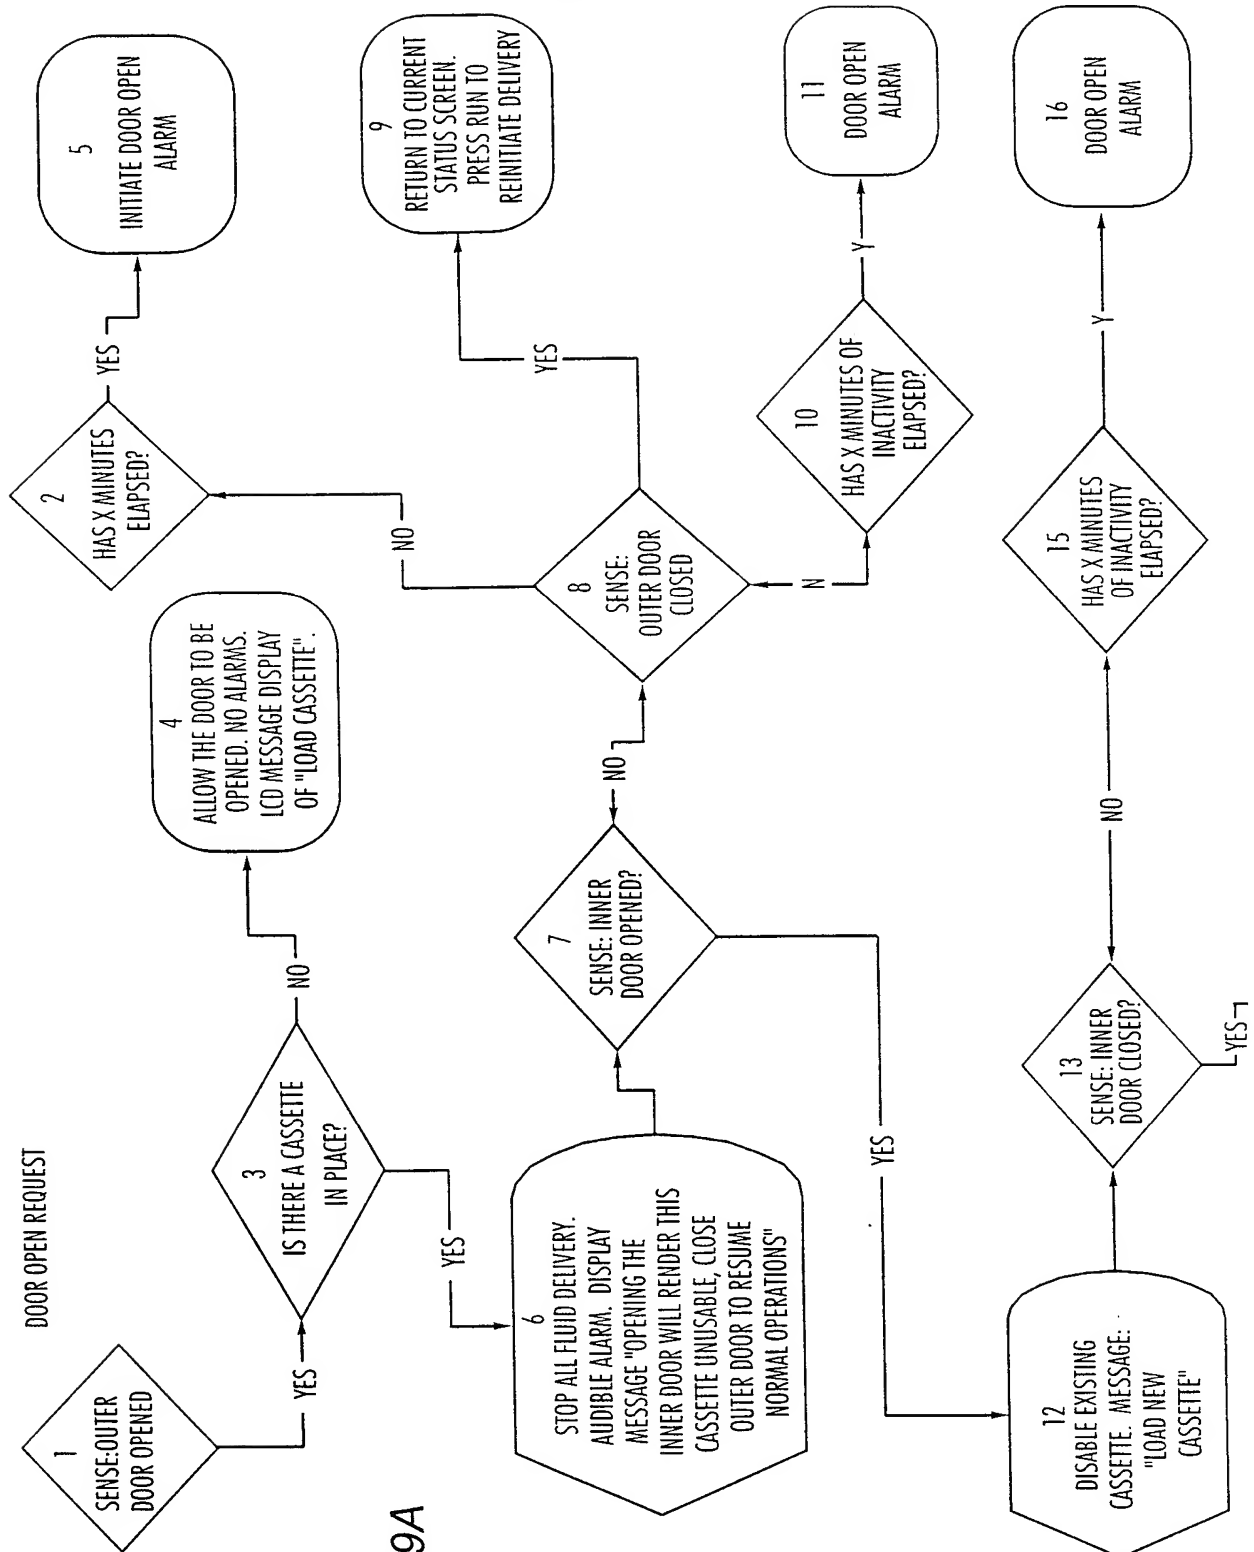 DOOR OPEN REQUEST
1
SENSE:OUTER
DOOR OPENED
YES
3
IS THERE A CASSETTE
IN PLACE?
NO
4
ALLOW THE DOOR TO BE
OPENED. NO ALARMS.
LCD MESSAGE DISPLAY
OF "LOAD CASSETTE".
2
HAS X MINUTES
ELAPSED?
YES
5
INITIATE DOOR OPEN
ALARM
YES
6
STOP ALL FLUID DELIVERY.
AUDIBLE ALARM. DISPLAY
MESSAGE "OPENING THE
INNER DOOR WILL RENDER THIS
CASSETTE UNUSABLE, CLOSE
OUTER DOOR TO RESUME
NORMAL OPERATIONS"
7
SENSE: INNER
DOOR OPENED?
NO
8
SENSE:
OUTER DOOR
CLOSED
NO
YES
9
RETURN TO CURRENT
STATUS SCREEN.
PRESS RUN TO
REINITIATE DELIVERY
N
10
HAS X MINUTES OF
INACTIVITY
ELAPSED?
Y
11
DOOR OPEN
ALARM
YES
12
DISABLE EXISTING
CASSETTE. MESSAGE:
"LOAD NEW
CASSETTE"
13
SENSE: INNER
DOOR CLOSED?
YES
NO
15
HAS X MINUTES
OF INACTIVITY
ELAPSED?
Y
16
DOOR OPEN
ALARM
9A